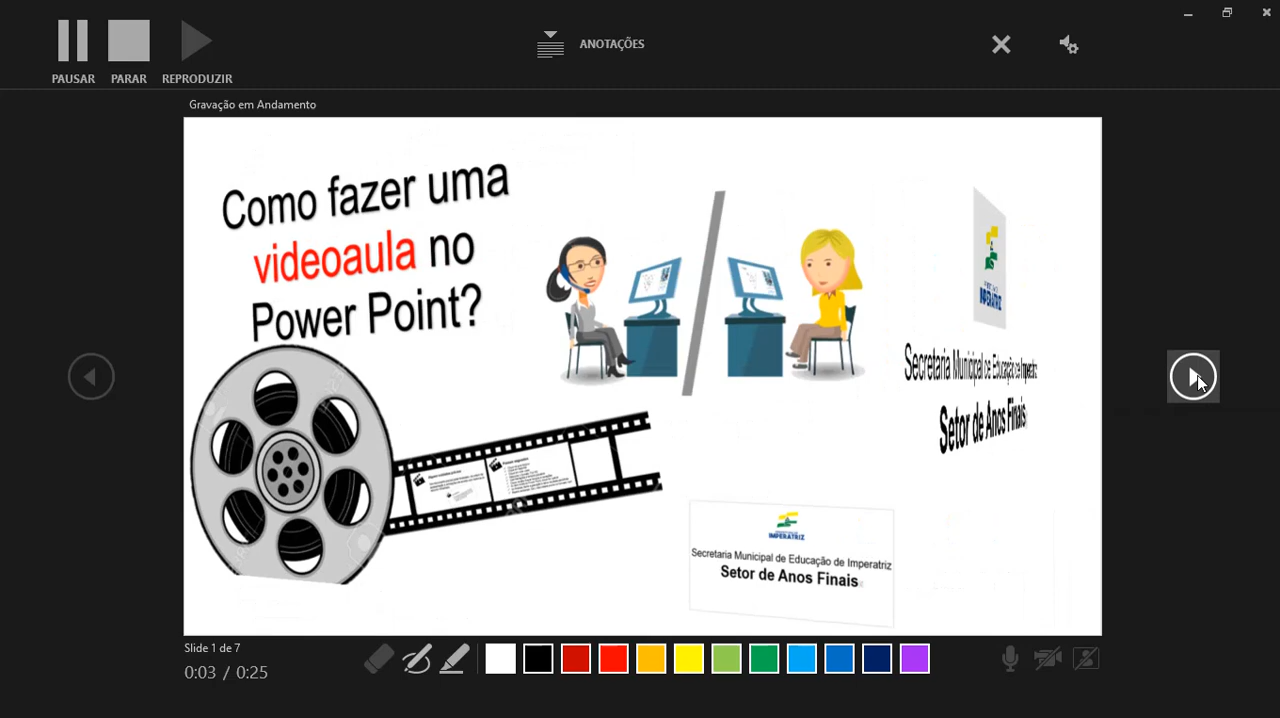 PAUSAR
PARAR
REPRODUZIR
ANOTAÇÕES
Gravação em Andamento
Como fazer uma
videoaula no
Power Point?
IMPERATRIZ
Secretaria Municipal de Educação de Imperatriz
Setor de Anos Finais
IMPERATRIZ
Secretaria Municipal de Educação de Imperatriz
Setor de Anos Finais
Slide 1 de 7
0:03 / 0:25